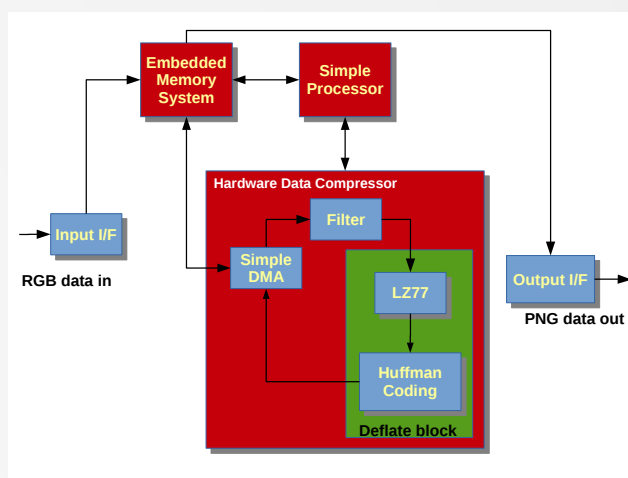 Embedded
Memory
System
Simple
Processor
Hardware Data Compressor
Filter
Input I/F
Simple
DMA
RGB data in
LZ77
Output I/F
PNG data out
Huffman
Coding
Deflate block